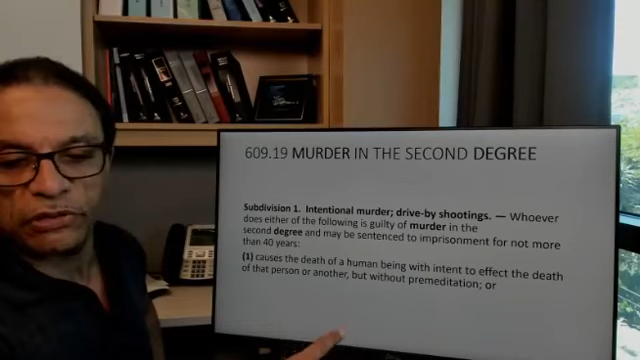 609.19 MURDER IN THE SECOND DEGREE
Subdivision 1. Intentional murder; drive-by shootings. — Whoever
does either of the following is guilty of murder in the
second degree and may be sentenced to imprisonment for not more
than 40 years:
(1) causes the death of a human being with intent to effect the death
of that person or another, but without premeditation; or